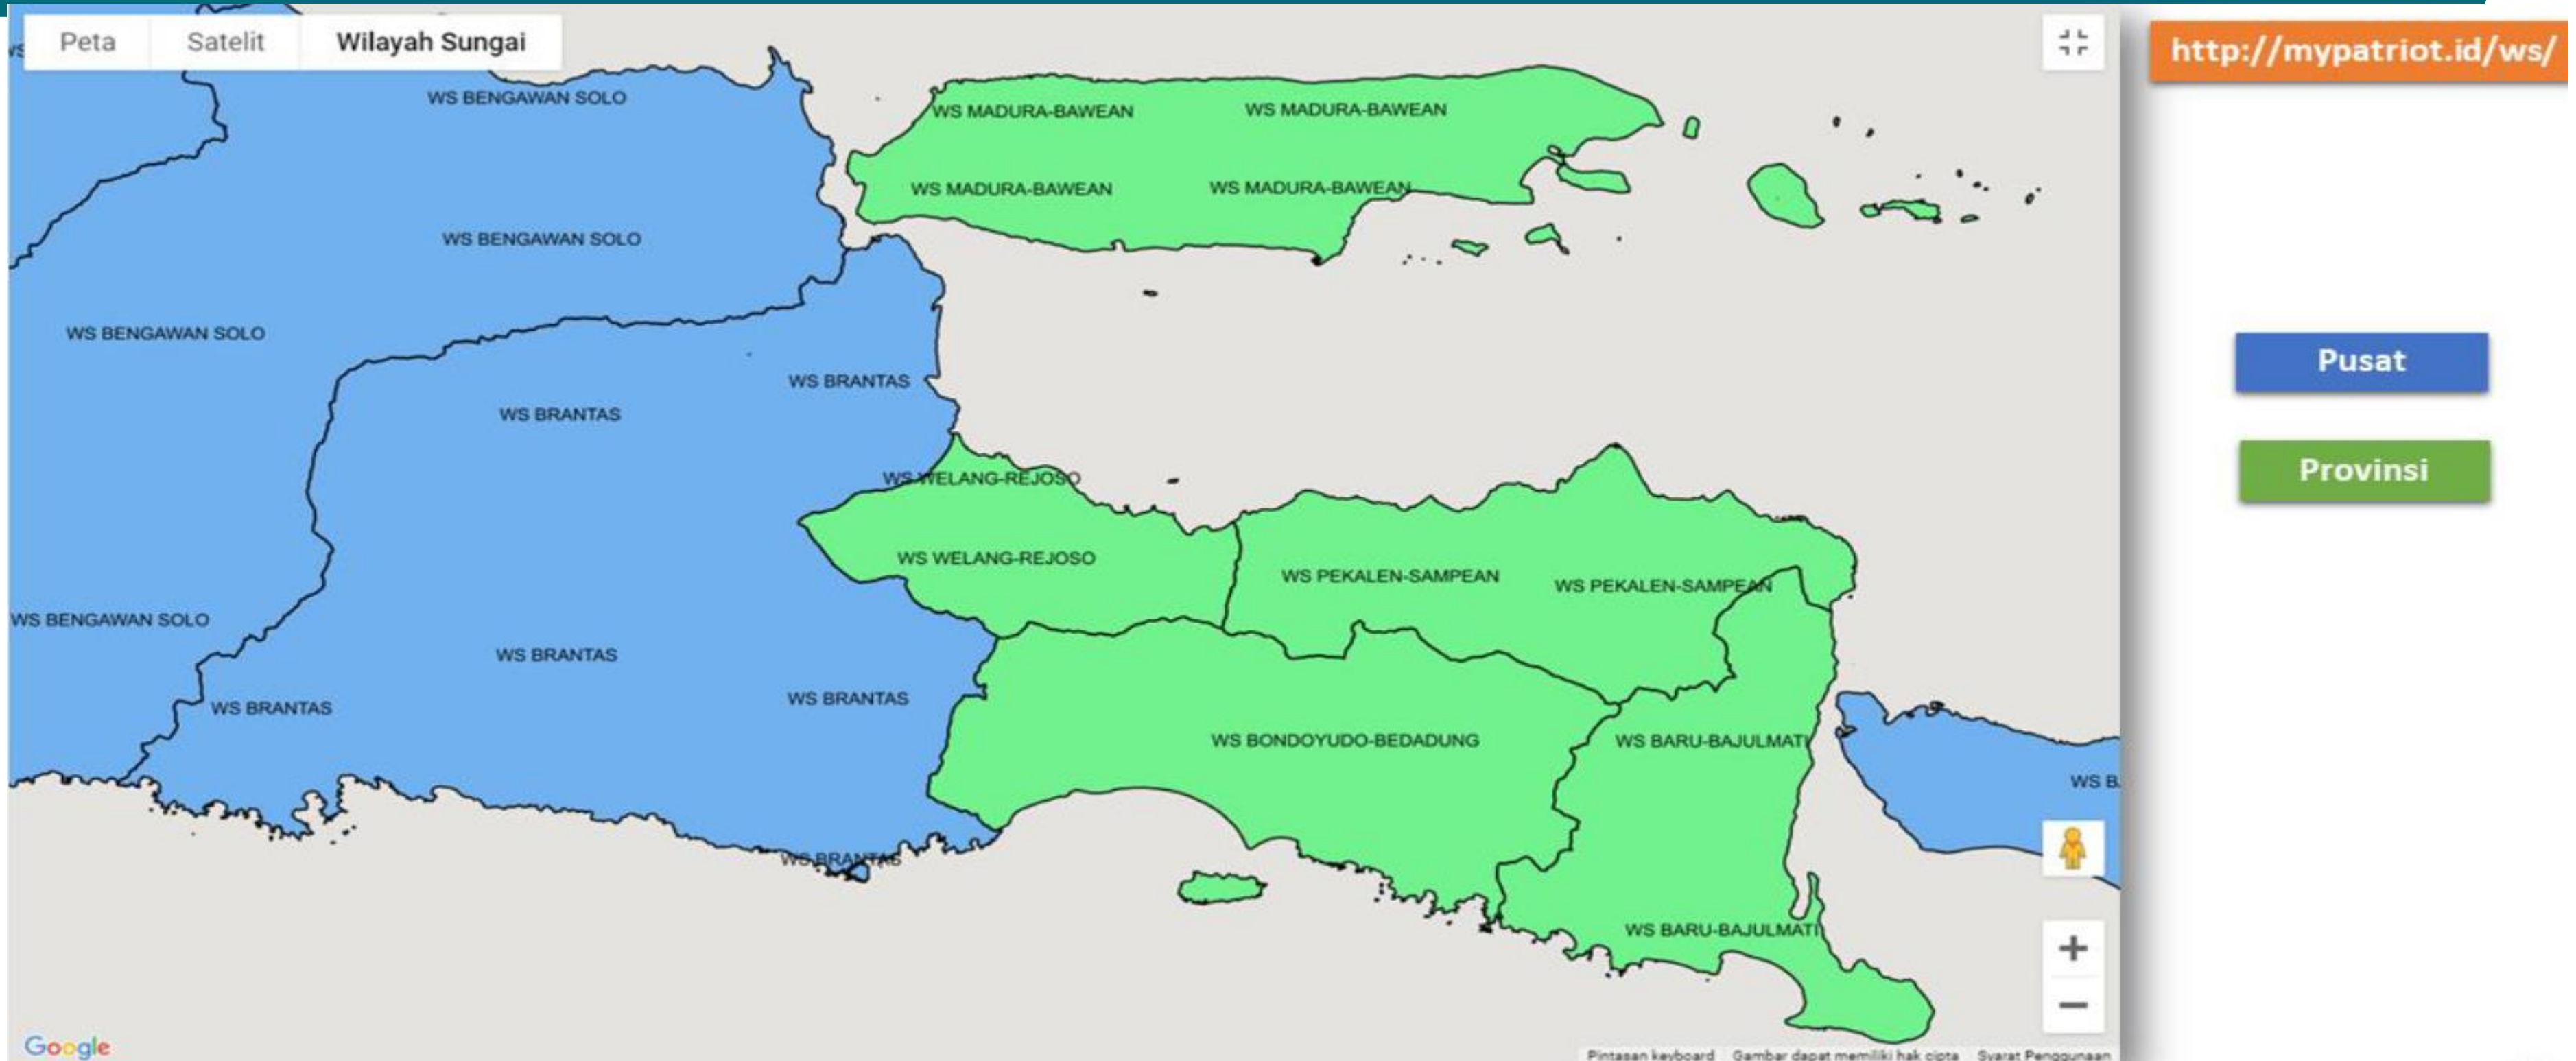 Peta
Satelit
Wilayah Sungai
http://mypatriot.id/ws/
WS
WS BENGAWAN SOLO
WS MADURA-BAWEAN
WS MADURA-BAWEAN
WS MADURA-BAWEAN
WS MADURA-BAWEAN
WS BENGAWAN SOLO
WS BENGAWAN SOLO
Pusat
WS BRANTAS
WS BRANTAS
Provinsi
WS WELANG-REJOSO
WS WELANG-REJOSO
WS PEKALEN-SAMPEAN
WS PEKALEN-SAMPEAN
WS BENGAWAN SOLO
WS BRANTAS
WS BRANTAS
WS BRANTAS
WS BONDOYUDO-BEDADUNG
WS BARU-BAJULMATI
WS B
WS BRANTAS
WS BARU-BAJULMATI
Google
Pintasan keyboard
Gambar dapat memiliki hak cipta
Syarat Penggunaan